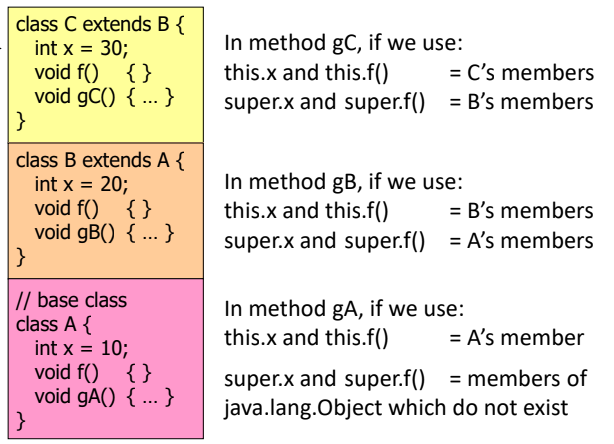 class C extends B {
int x = 30;
void f() { }
void gC() { … }
}
In method gC, if we use:
this.x and this.f() = C’s members
super.x and super.f() = B’s members
class B extends A {
int x = 20;
void f() { }
void gB() { … }
}
In method gB, if we use:
this.x and this.f() = B’s members
super.x and super.f() = A’s members
// base class
class A {
int x = 10;
void f() { }
void gA() { … }
}
In method gA, if we use:
this.x and this.f() = A’s member
super.x and super.f() = members of
java.lang.Object which do not exist